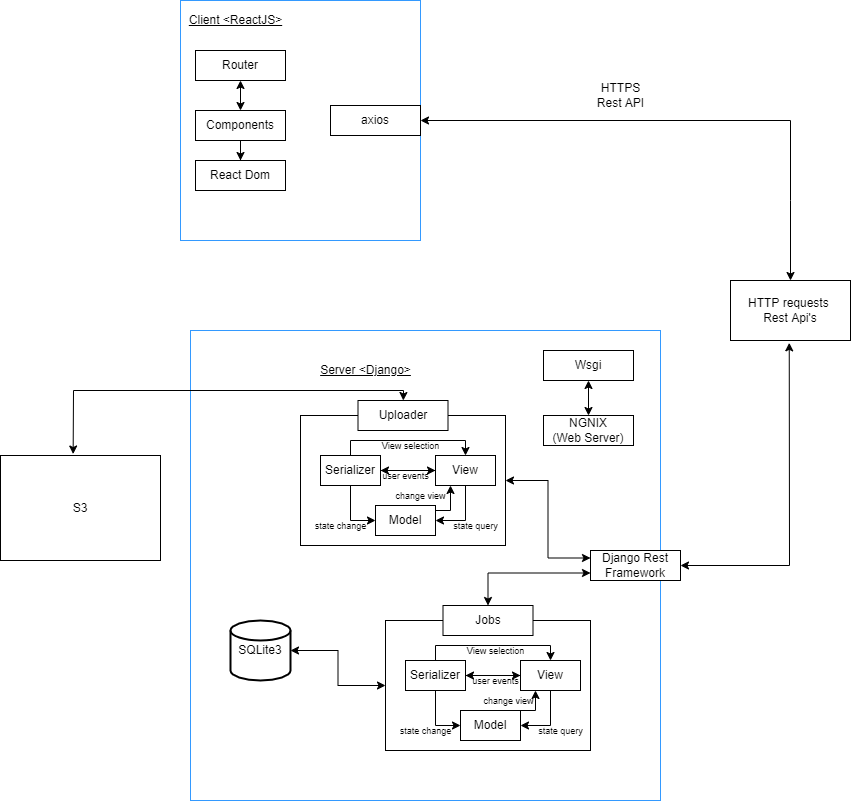 Client <ReactJS>
Router
Components
React Dom
axios
HTTPS
Rest API
HTTP requests
Rest Api's
Server <Django>
Wsgi
NGNIX
(Web Server)
Uploader
View selection
Serializer
user events
View
change view
Model
state change
state query
S3
Django Rest
Framework
Jobs
SQLite3
View selection
Serializer
user events
View
change view
Model
state change
state query